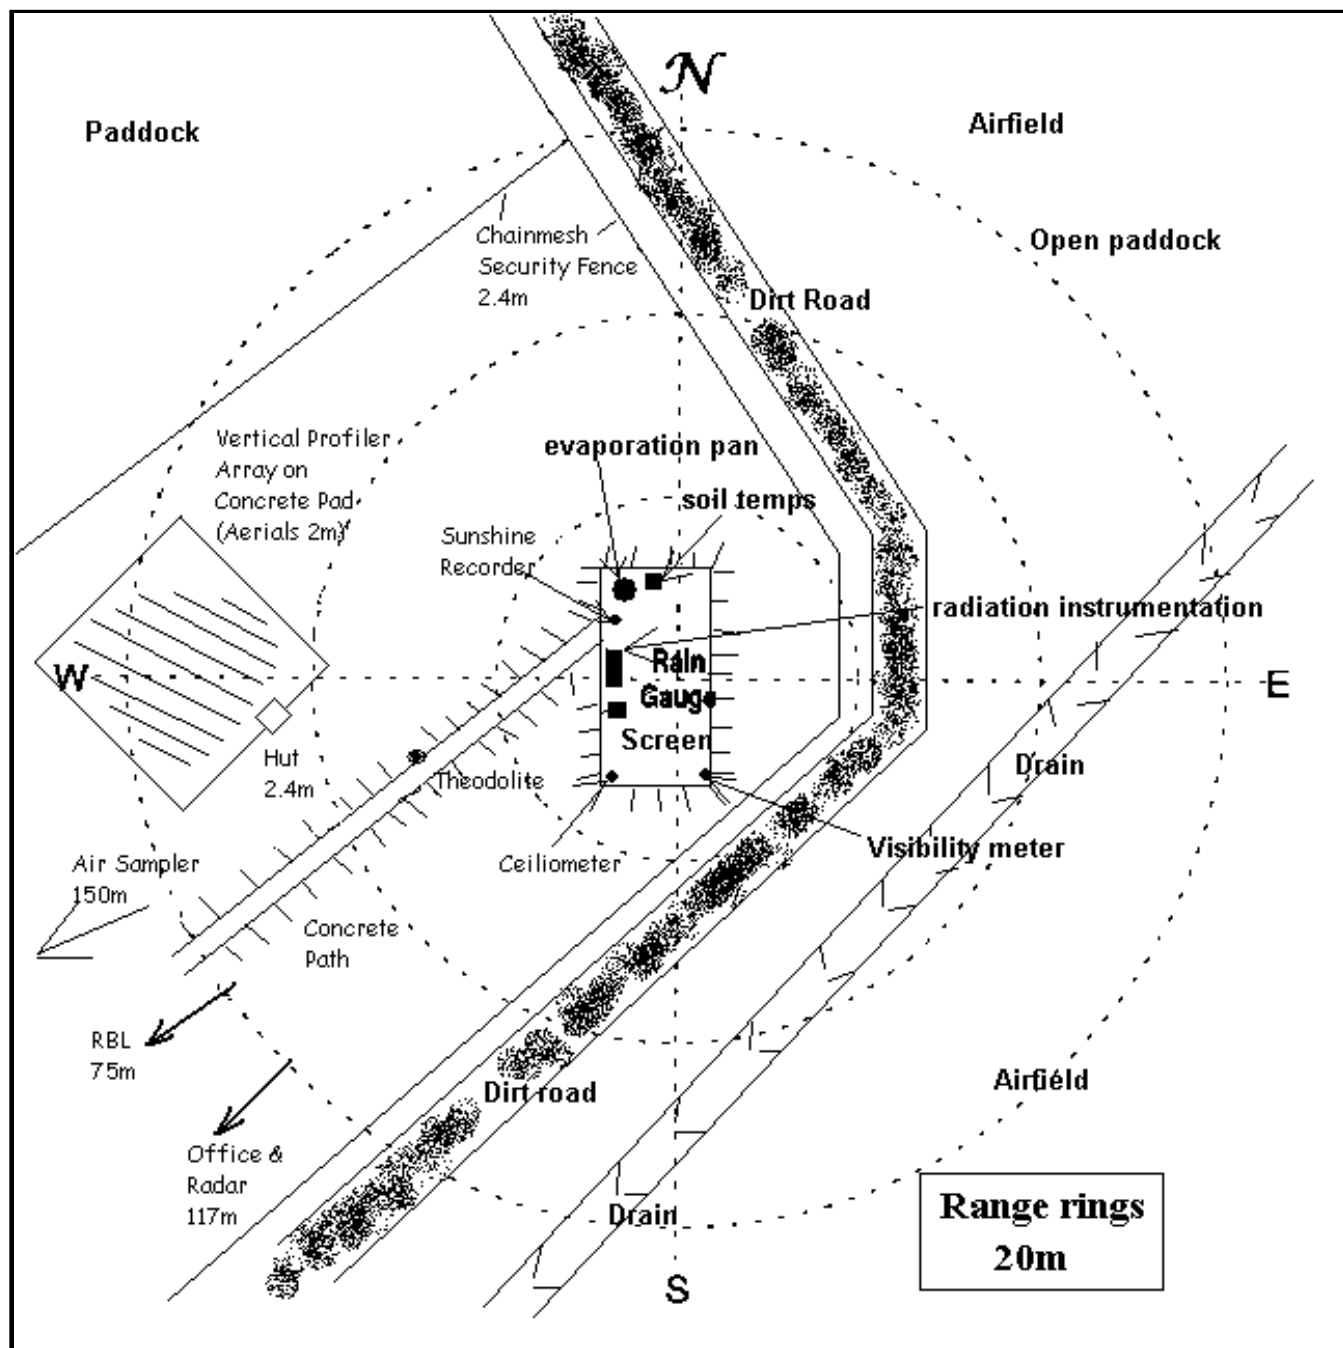 N
Paddock
Airfield
Chainmesh
Security Fence
2.4m
Open paddock
Dirt Road
Vertical Profiler
Array on
Concrete Pad
(Aerials 2m)
evaporation pan
soil temps
Sunshine
Recorder
radiation instrumentation
Rain
Gauge
Screen
W
E
Hut
2.4m
Theodolite
Drain
Ceiliometer
Visibility meter
Air Sampler
150m
Concrete
Path
RBL
75m
Dirt road
Airfield
Office &
Radar
117m
Drain
Range rings
20m
S